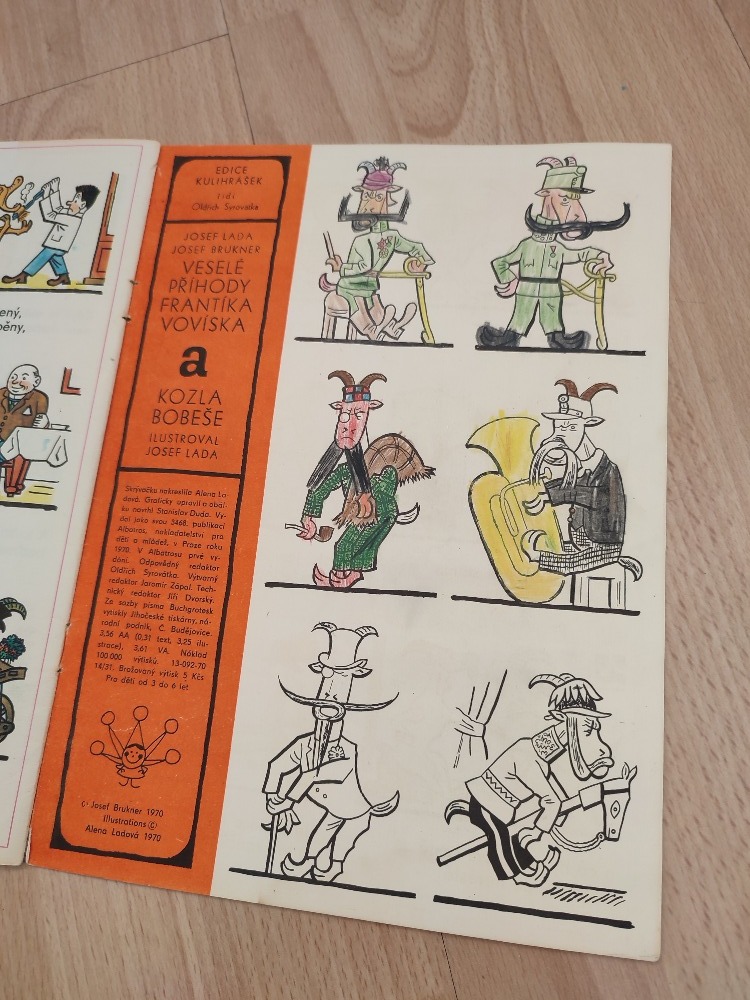 ený,
pěny,
EDICE
KULIHRÁŠEK
řídí
Oldřich Syrovátka
JOSEF LADA
JOSEF BRUKNER
VESELÉ
PŘÍHODY
FRANTÍKA
VOVÍSKA
a
KOZLA
BOBEŠE
ILUSTROVAL
JOSEF LADA
Skrývačku nakreslila Alena La-
dová. Graficky upravil a obál-
ku navrhl Stanislav Duda. Vy-
dal jako svou 5468. publikaci
Albatros, nakladatelství pro
děti a mládež, v Praze roku
1970. V Albatrosu prvé vy-
dání. Odpovědný redaktor
Oldřich Syrovátka. Výtvarný
redaktor Jaromír Zápal. Tech-
nický redaktor Jiří Dvorský.
Ze sazby písma Buchgrotesk
vytiskly Jihočeské tiskárny, ná-
rodní podnik, Č. Budějovice.
3,56 AA (0,31 text, 3,25 ilu-
strace), 3,61 VA. Náklad
100.000 výtisků. 13-092-70
14/31. Brožovaný výtisk 5 Kčs
Pro děti od 3 do 6 let
© Josef Brukner 1970
Illustrations ©
Alena Ladová 1970